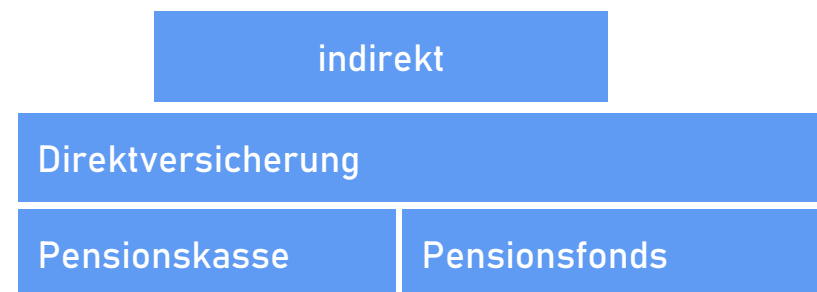 indirekt
Direktversicherung
Pensionskasse
Pensionsfonds